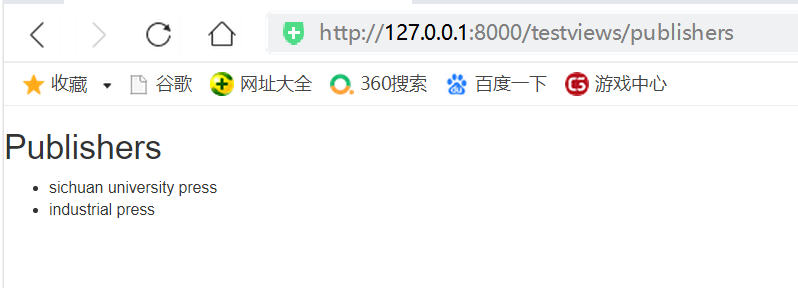 http://127.0.0.1:8000/testviews/publishers
收藏 谷歌 网址大全 360搜索 百度一下 游戏中心
Publishers
sichuan university press
industrial press